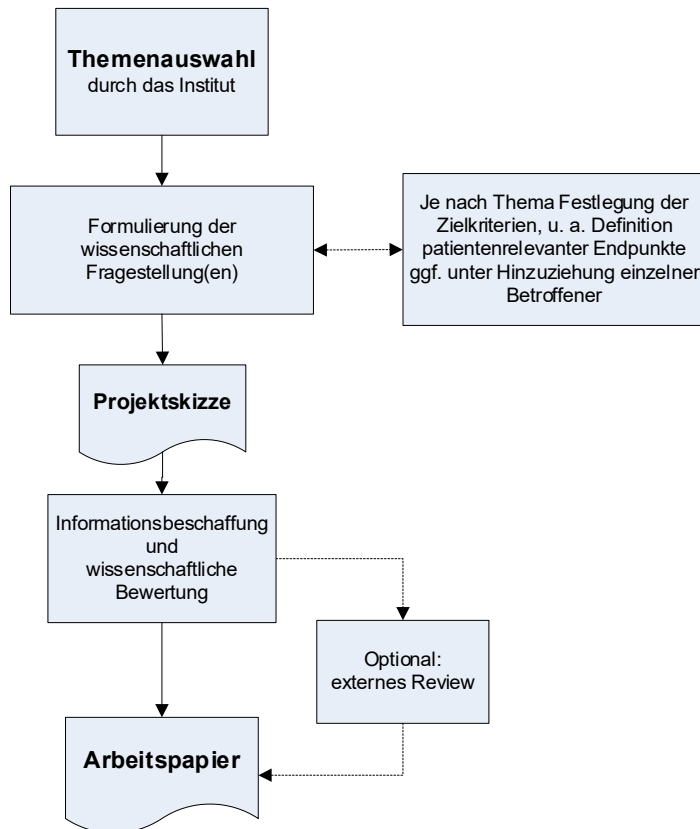 Themenauswahl
durch das Institut
Formulierung der
wissenschaftlichen
Fragestellung(en)
Je nach Thema Festlegung der
Zielkriterien, u. a. Definition
patientenrelevanter Endpunkte
ggf. unter Hinzuziehung einzelner
Betroffener
Projektskizze
Informationsbeschaffung
und
wissenschaftliche
Bewertung
Optional:
externes Review
Arbeitspapier